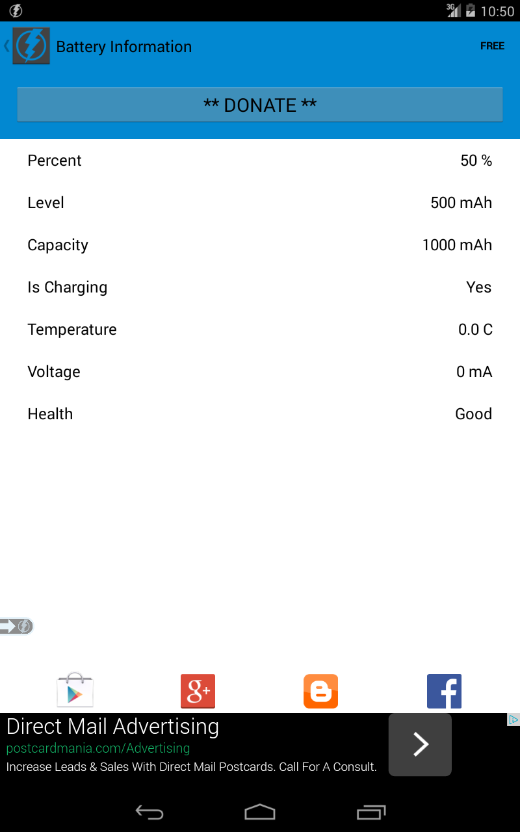 3G 10:50
Battery Information FREE
** DONATE **
Percent 50 %
Level 500 mAh
Capacity 1000 mAh
Is Charging Yes
Temperature 0.0 C
Voltage 0 mA
Health Good
g+
Direct Mail Advertising
postcardmania.com/Advertising
Increase Leads & Sales With Direct Mail Postcards. Call For A Consult.